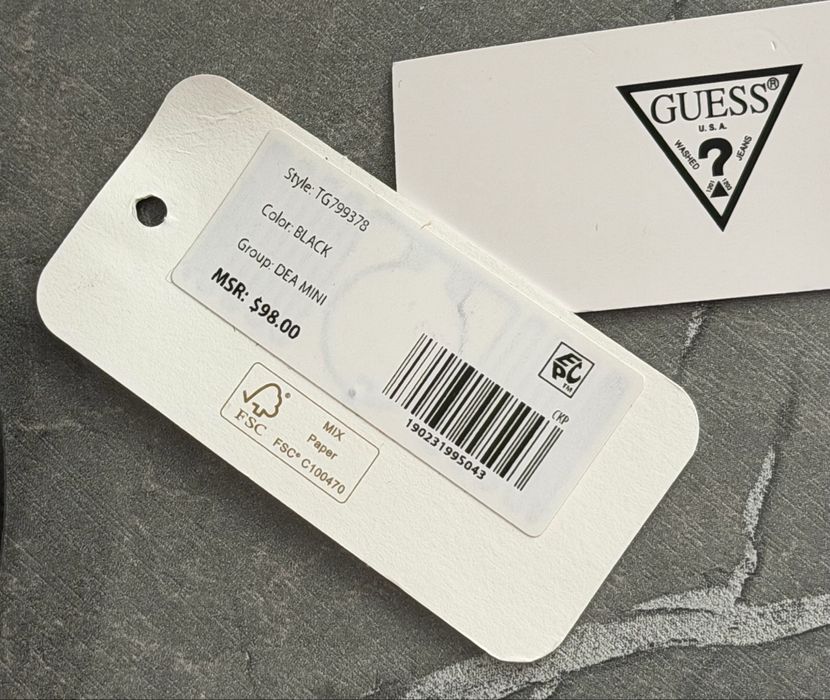 GUESS®
U.S.A.
WASHED
?
JEANS
Style: TG799378
Color: BLACK
Group: DEA MINI
MSR: $98.00
EPC™
CKP
190231995043
FSC®
MIX
Paper
FSC® C100470